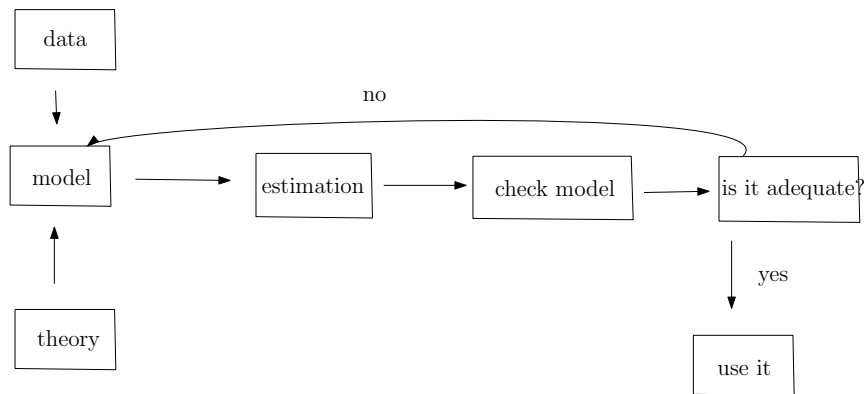 data
no
model
estimation
check model
is it adequate?
yes
theory
use it